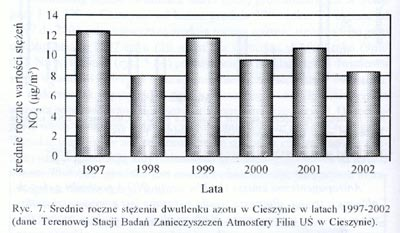 średnie roczne wartości stężeń
NO₂ (µg/m³)
14
12
10
8
6
4
2
0
1997 1998 1999 2000 2001 2002
Lata
Ryc. 7. Średnie roczne stężenia dwutlenku azotu w Cieszynie w latach 1997-2002
(dane Terenowej Stacji Badań Zanieczyszczeń Atmosfery Filia UŚ w Cieszynie).